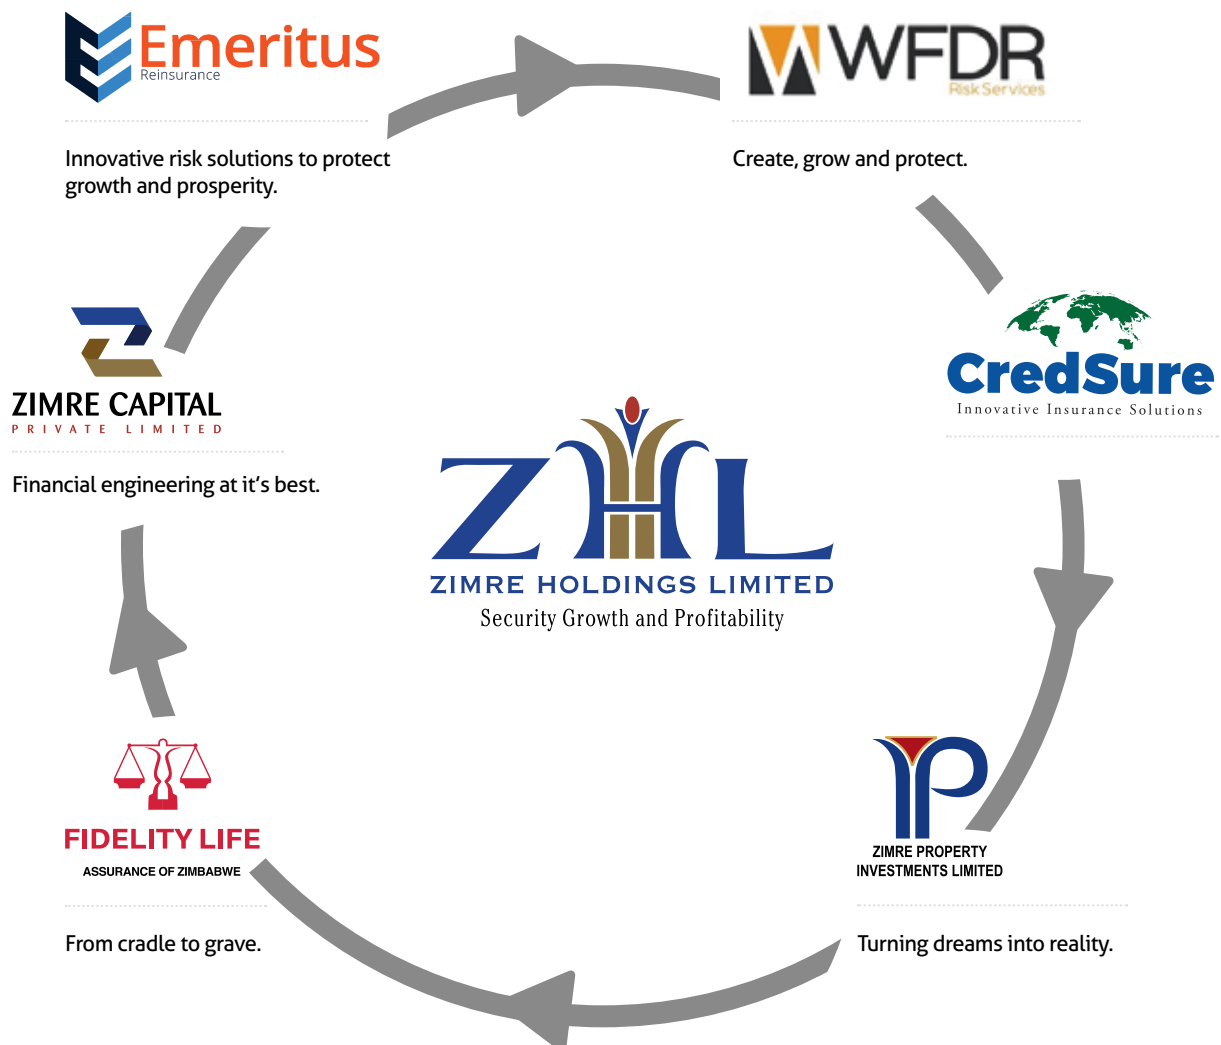 Emeritus
Reinsurance
Innovative risk solutions to protect
growth and prosperity.
WFDR
Risk Services
Create, grow and protect.
CredSure
Innovative Insurance Solutions
ZIMRE CAPITAL
PRIVATE LIMITED
Financial engineering at it’s best.
ZHL
ZIMRE HOLDINGS LIMITED
Security Growth and Profitability
FIDELITY LIFE
ASSURANCE OF ZIMBABWE
From cradle to grave.
ZIMRE PROPERTY
INVESTMENTS LIMITED
Turning dreams into reality.